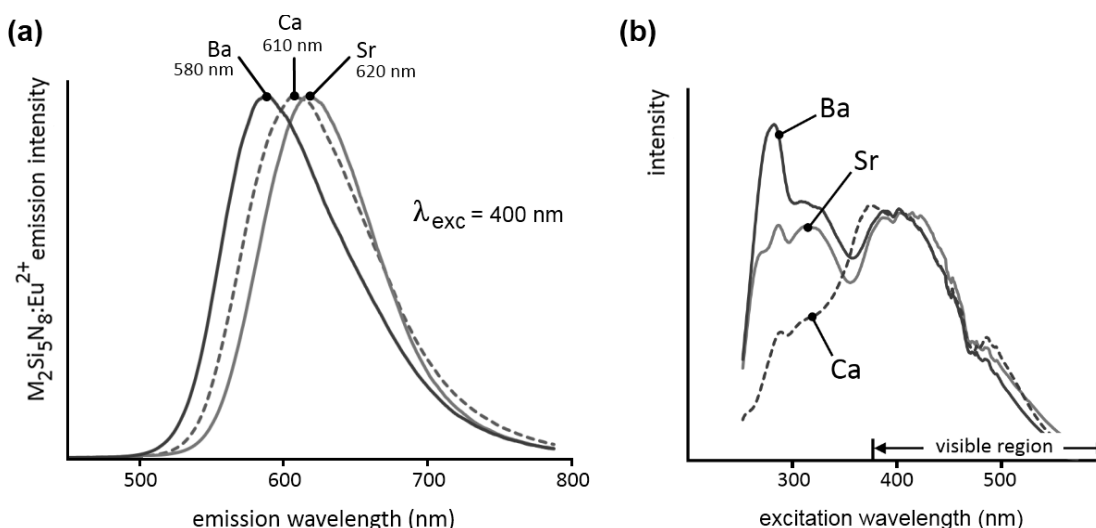 (a)
Ba
580 nm
Ca
610 nm
Sr
620 nm
λexc = 400 nm
M2Si5N8:Eu2+ emission intensity
500
600
700
800
emission wavelength (nm)
(b)
Ba
Sr
Ca
intensity
visible region
300
400
500
excitation wavelength (nm)